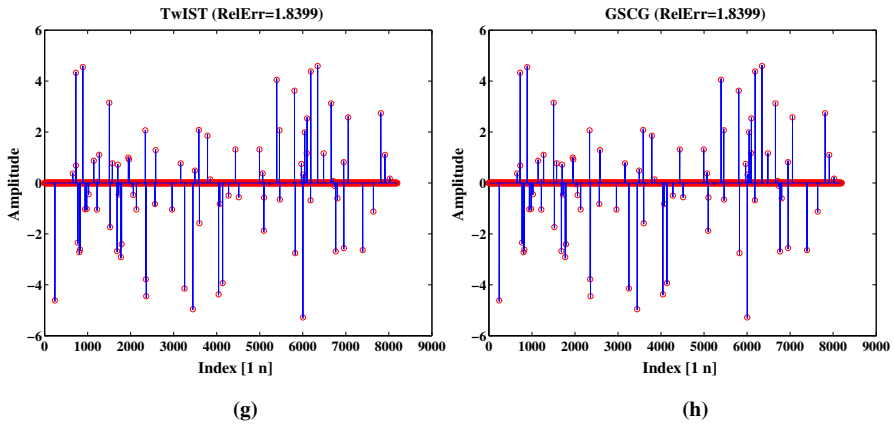 TwIST (RelErr=1.8399)
6
4
2
0
−2
−4
−6
Amplitude
0 1000 2000 3000 4000 5000 6000 7000 8000 9000
Index [1 n]
(g)
GSCG (RelErr=1.8399)
6
4
2
0
−2
−4
−6
Amplitude
0 1000 2000 3000 4000 5000 6000 7000 8000 9000
Index [1 n]
(h)